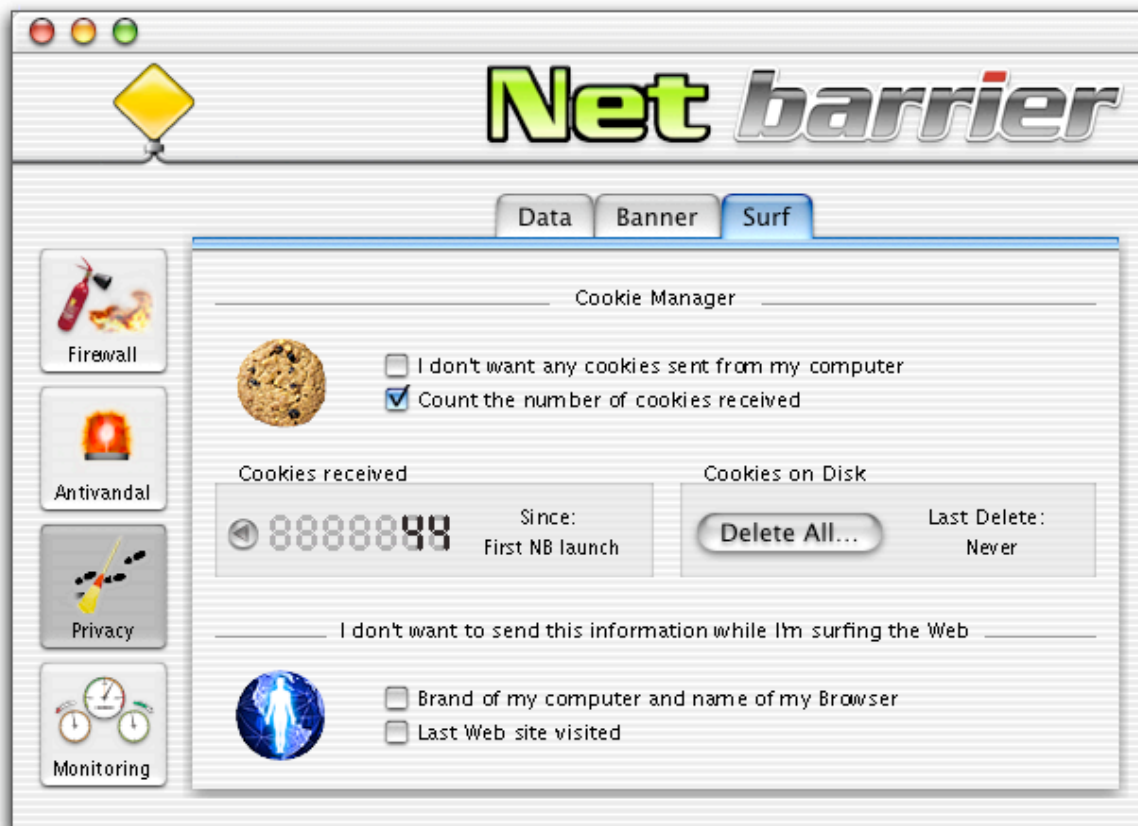 Net barrier
Data
Banner
Surf
Firewall
Antivandal
Privacy
Monitoring
Cookie Manager
I don't want any cookies sent from my computer
Count the number of cookies received
Cookies received
44
Since:
First NB launch
Cookies on Disk
Delete All...
Last Delete:
Never
I don't want to send this information while I'm surfing the Web
Brand of my computer and name of my Browser
Last Web site visited